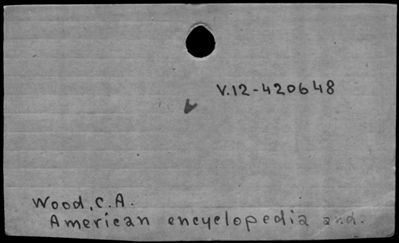 V.12-420648
Wood, C.A.
American encyclopedia and.